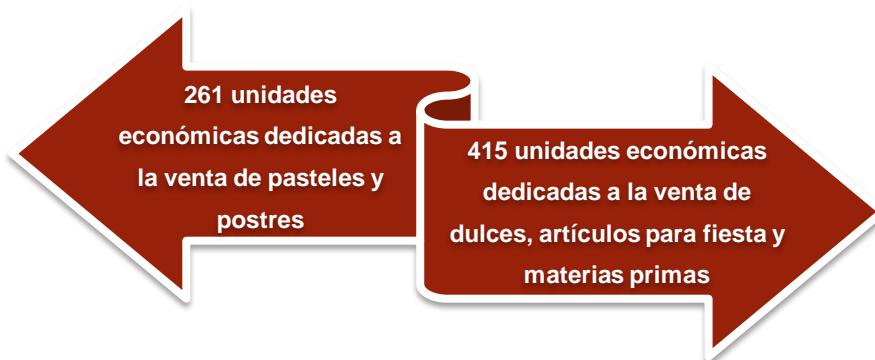 261 unidades
económicas dedicadas a
la venta de pasteles y
postres
415 unidades económicas
dedicadas a la venta de
dulces, artículos para fiesta y
materias primas